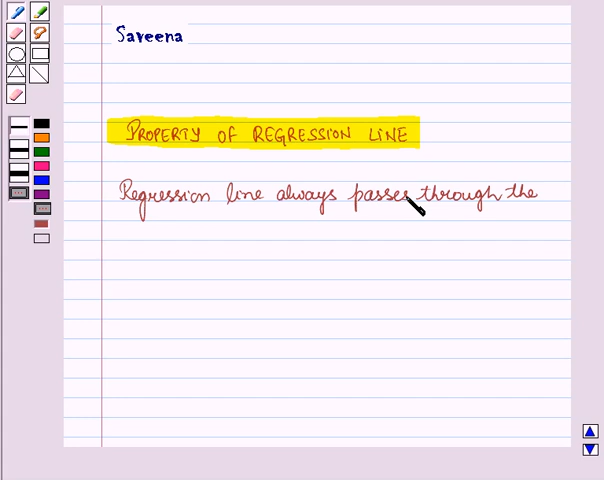 Saveena
PROPERTY OF REGRESSION LINE
Regression line always passes through the